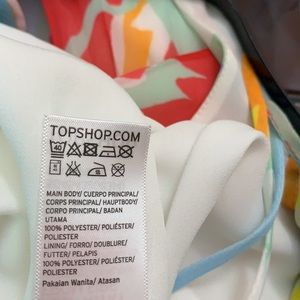 TOPSHOP.COM
40
MAIN BODY/ CUERPO PRINCIPAL/
CORPS PRINCIPAL/ HAUPTBODY/
CORPO PRINCIPAL/ BADAN
UTAMA
100% POLYESTER/ POLIÉSTER/
POLIESTER
LINING/ FORRO/ DOUBLURE/
FUTTER/ PELAPIS
100% POLYESTER/ POLIÉSTER/
POLIESTER
Pakaian Wanita/ Atasan